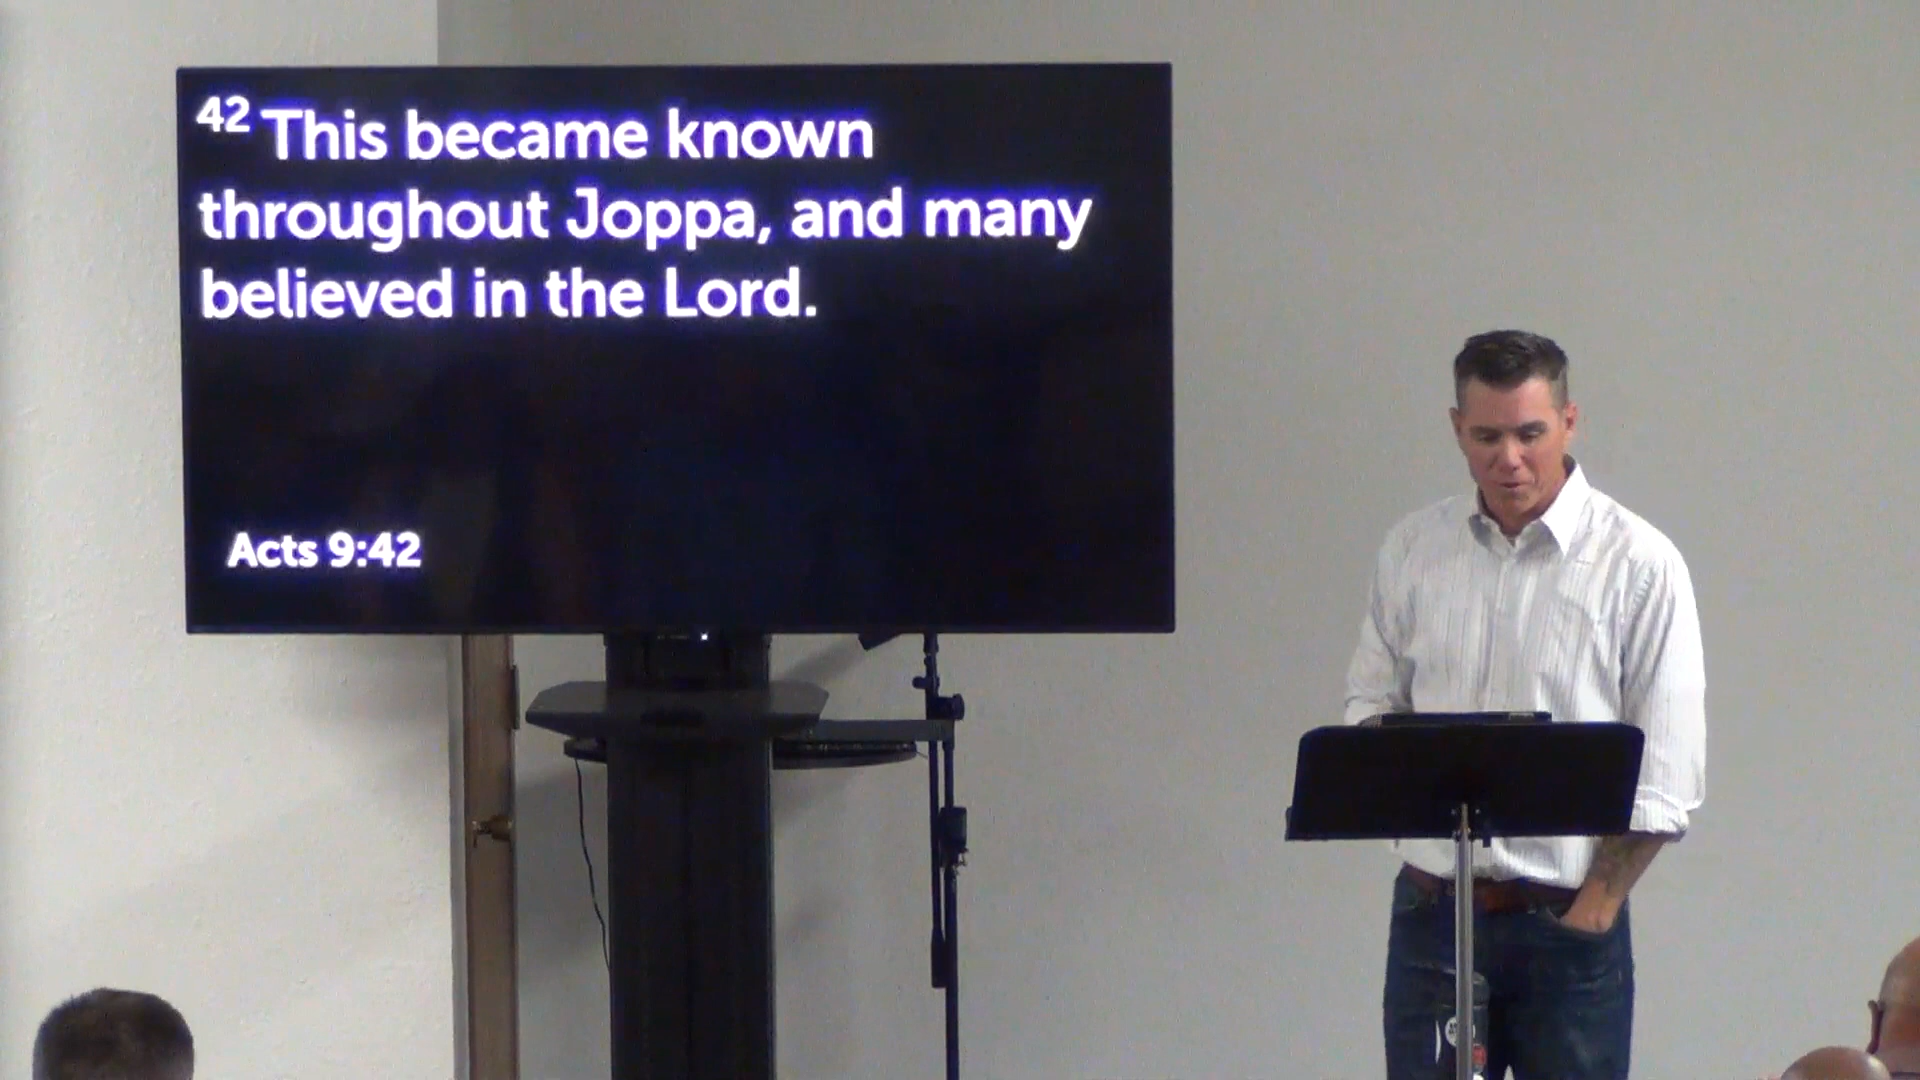 42 This became known
throughout Joppa, and many
believed in the Lord.
Acts 9:42